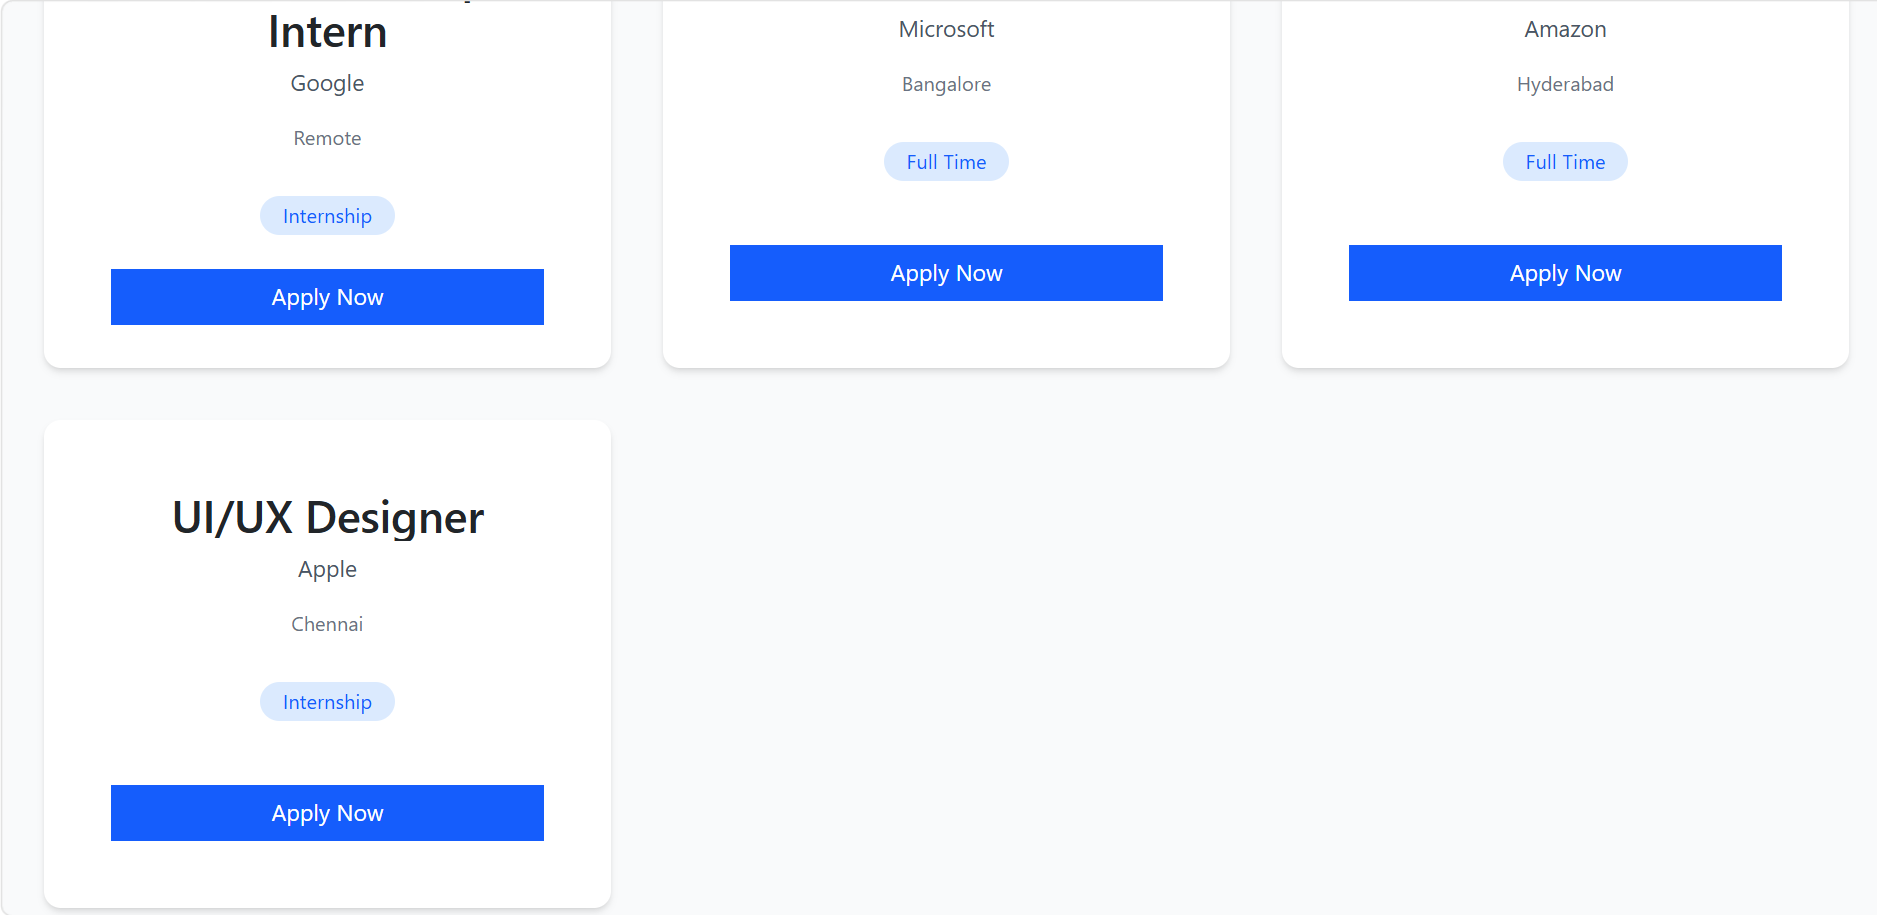 Intern
Google
Remote
Internship
Apply Now
Microsoft
Bangalore
Full Time
Apply Now
Amazon
Hyderabad
Full Time
Apply Now
UI/UX Designer
Apple
Chennai
Internship
Apply Now